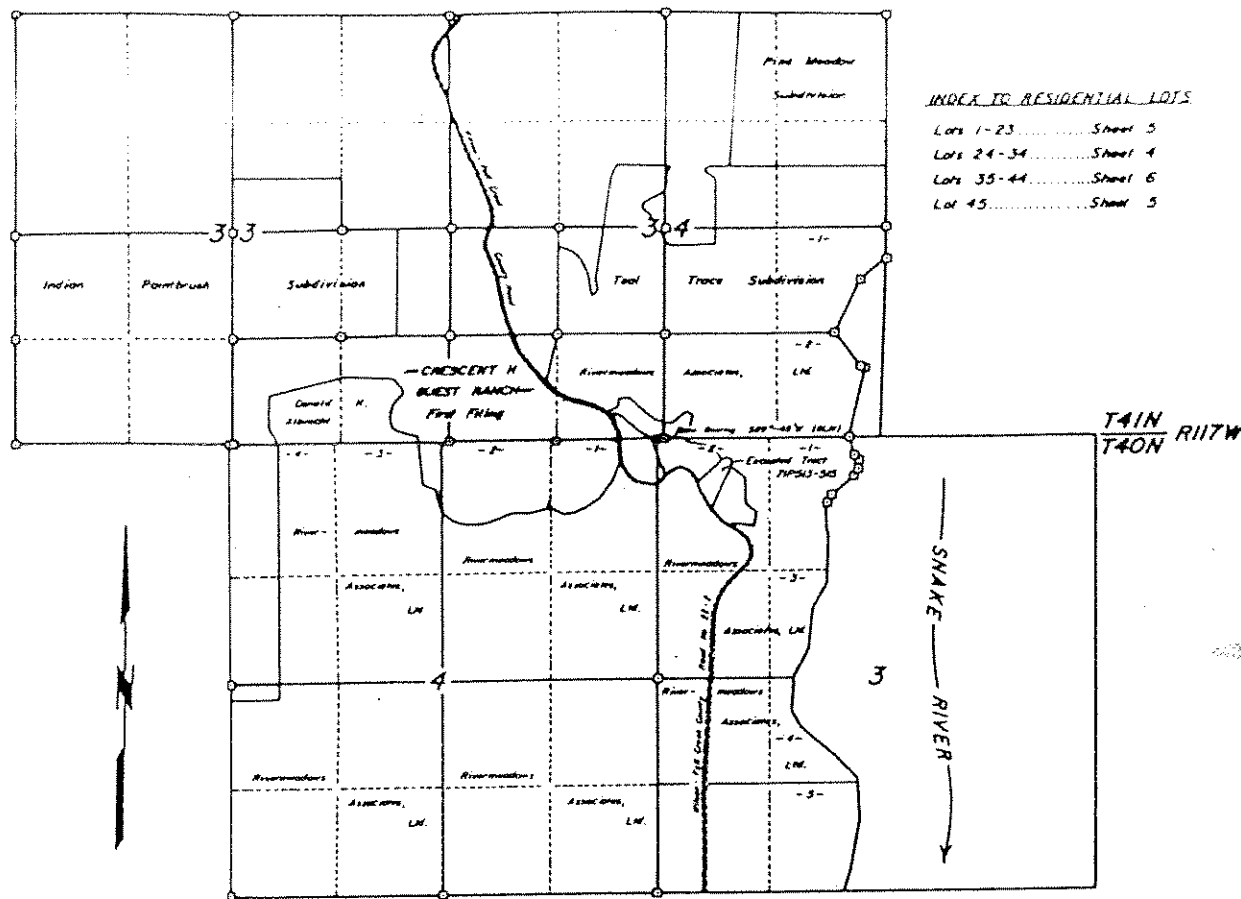 Pine Meadow
Subdivision
INDEX TO RESIDENTIAL LOTS
Lots 1-23..........Sheet 5
Lots 24-34.........Sheet 4
Lots 35-44.........Sheet 6
Lot 45.............Sheet 5
33
34
-1-
Indian Paintbrush Subdivision
Teal Trace Subdivision
County Road
-2-
CRESCENT H
GUEST RANCH
First Filing
Rivermeadows Associates, Ltd.
Donald H.
Albrecht
T41N
T40N R117W
-4- -3- -2- -1- -2- -1-
Excepted Tract
River- meadows
Rivermeadows
Rivermeadows
Associates,
Ltd.
Associates,
Ltd.
-3-
Associates, Ltd.
SNAKE RIVER
N
4
3
River- meadows
Associates,
-4-
Ltd.
Rivermeadows
Rivermeadows
Associates,
Ltd.
Associates,
Ltd.
-5-